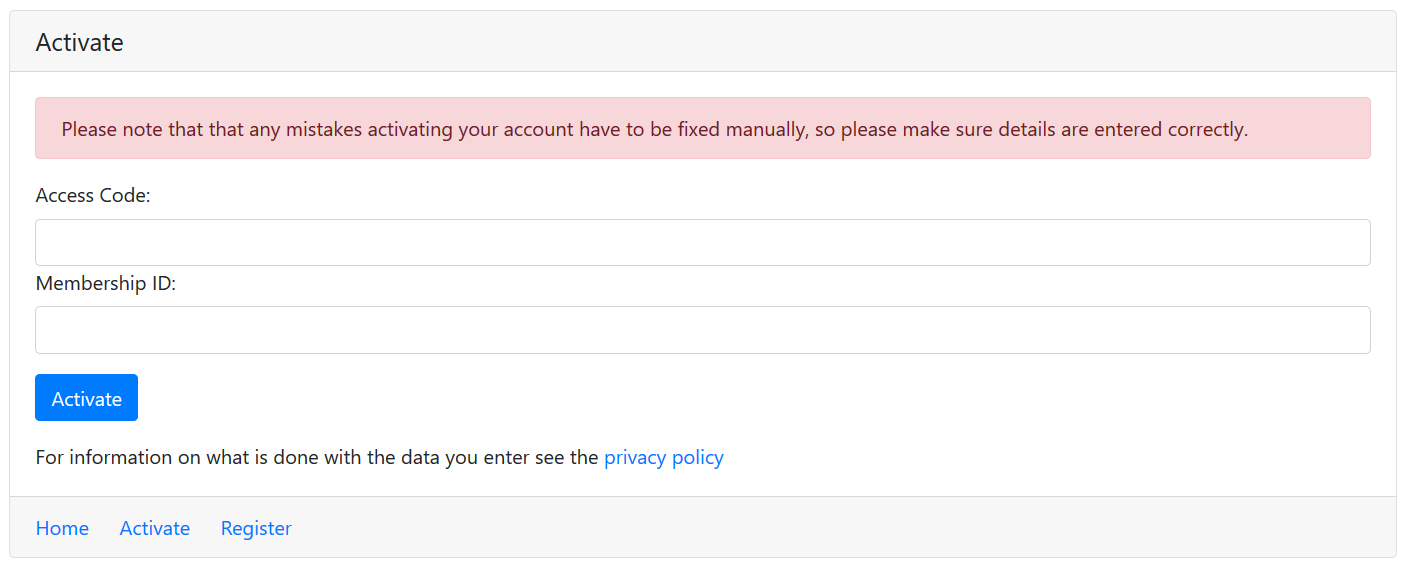 Activate
Please note that that any mistakes activating your account have to be fixed manually, so please make sure details are entered correctly.
Access Code:
Membership ID:
Activate
For information on what is done with the data you enter see the privacy policy
Home Activate Register